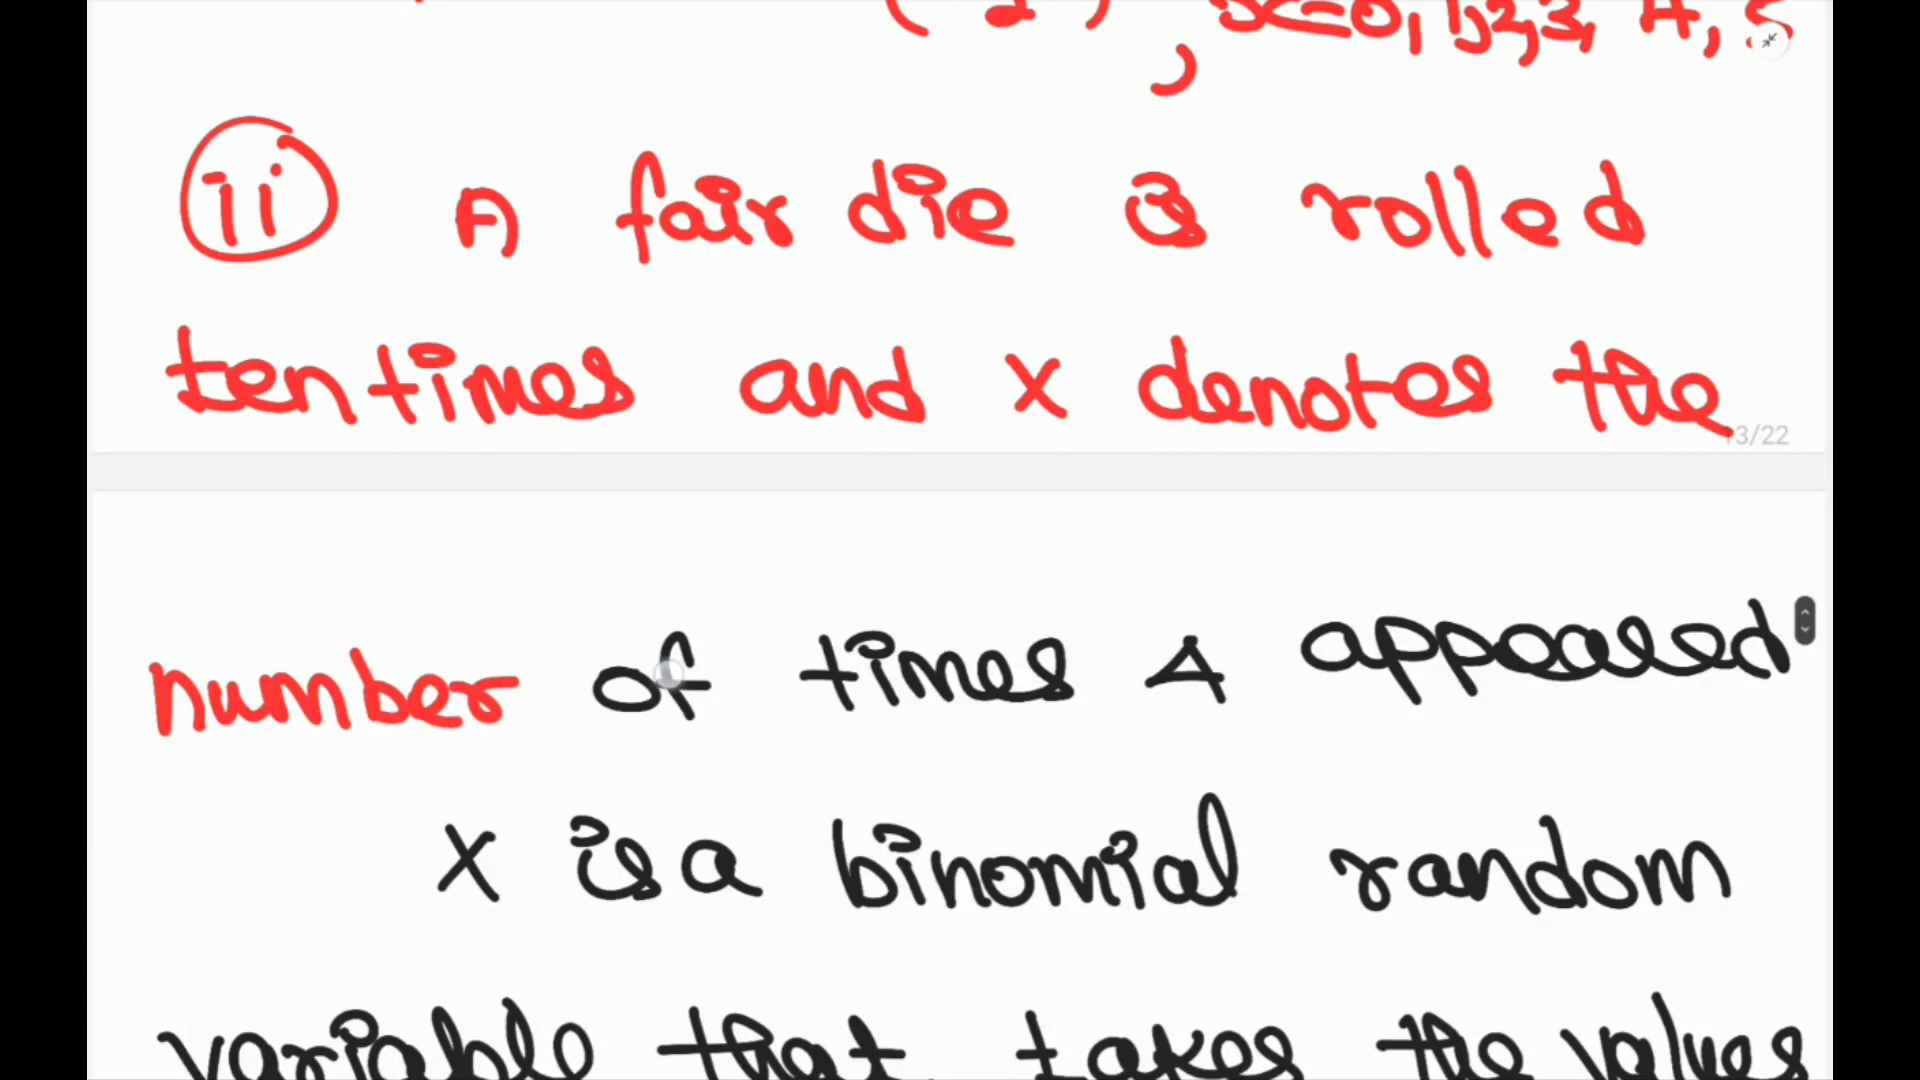 x=0, 1, 2, 3, 4, 5
ii A fair die is rolled
ten times and X denotes the
13/22
number of times 4 appeared
X is a binomial random
variable that takes the values